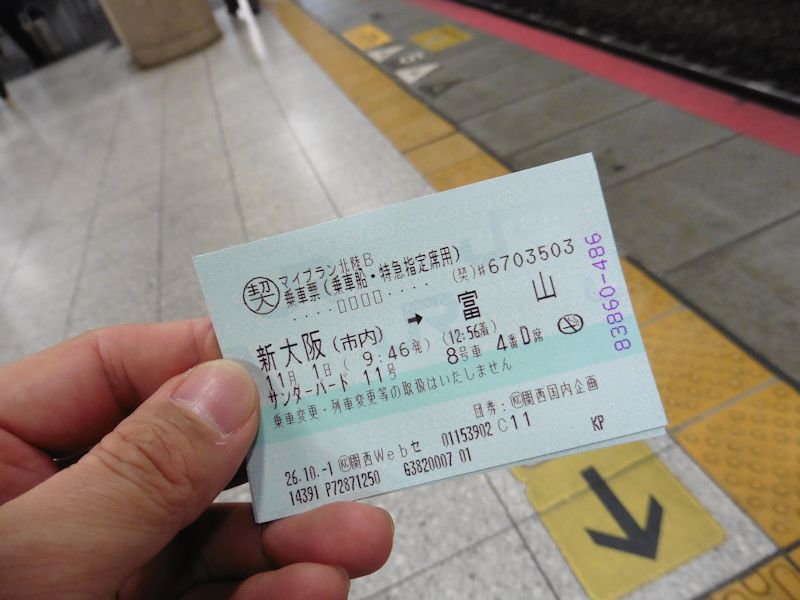 契 マイプラン北陸B
乗車票（乗車船・特急指定席用）
(契)#6703503
‥‥□□□□‥‥
新大阪（市内） ➡ 富山
11月 1日（ 9:46発）（12:56着）
サンダーバード 11号 8号車 4番D席
乗車変更・列車変更等の取扱はいたしません
団券：㏍関西国内企画
26.10.-1 ㏍関西Webセ 01153902 C11
14391 P72871250 63820007 01 KP
83860-486